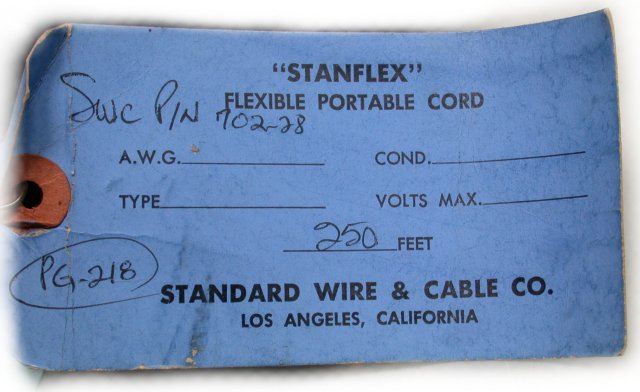 "STANFLEX"
FLEXIBLE PORTABLE CORD
SWC P/N 702-28
A.W.G. COND.
TYPE VOLTS MAX.
250 FEET
PG-218
STANDARD WIRE & CABLE CO.
LOS ANGELES, CALIFORNIA